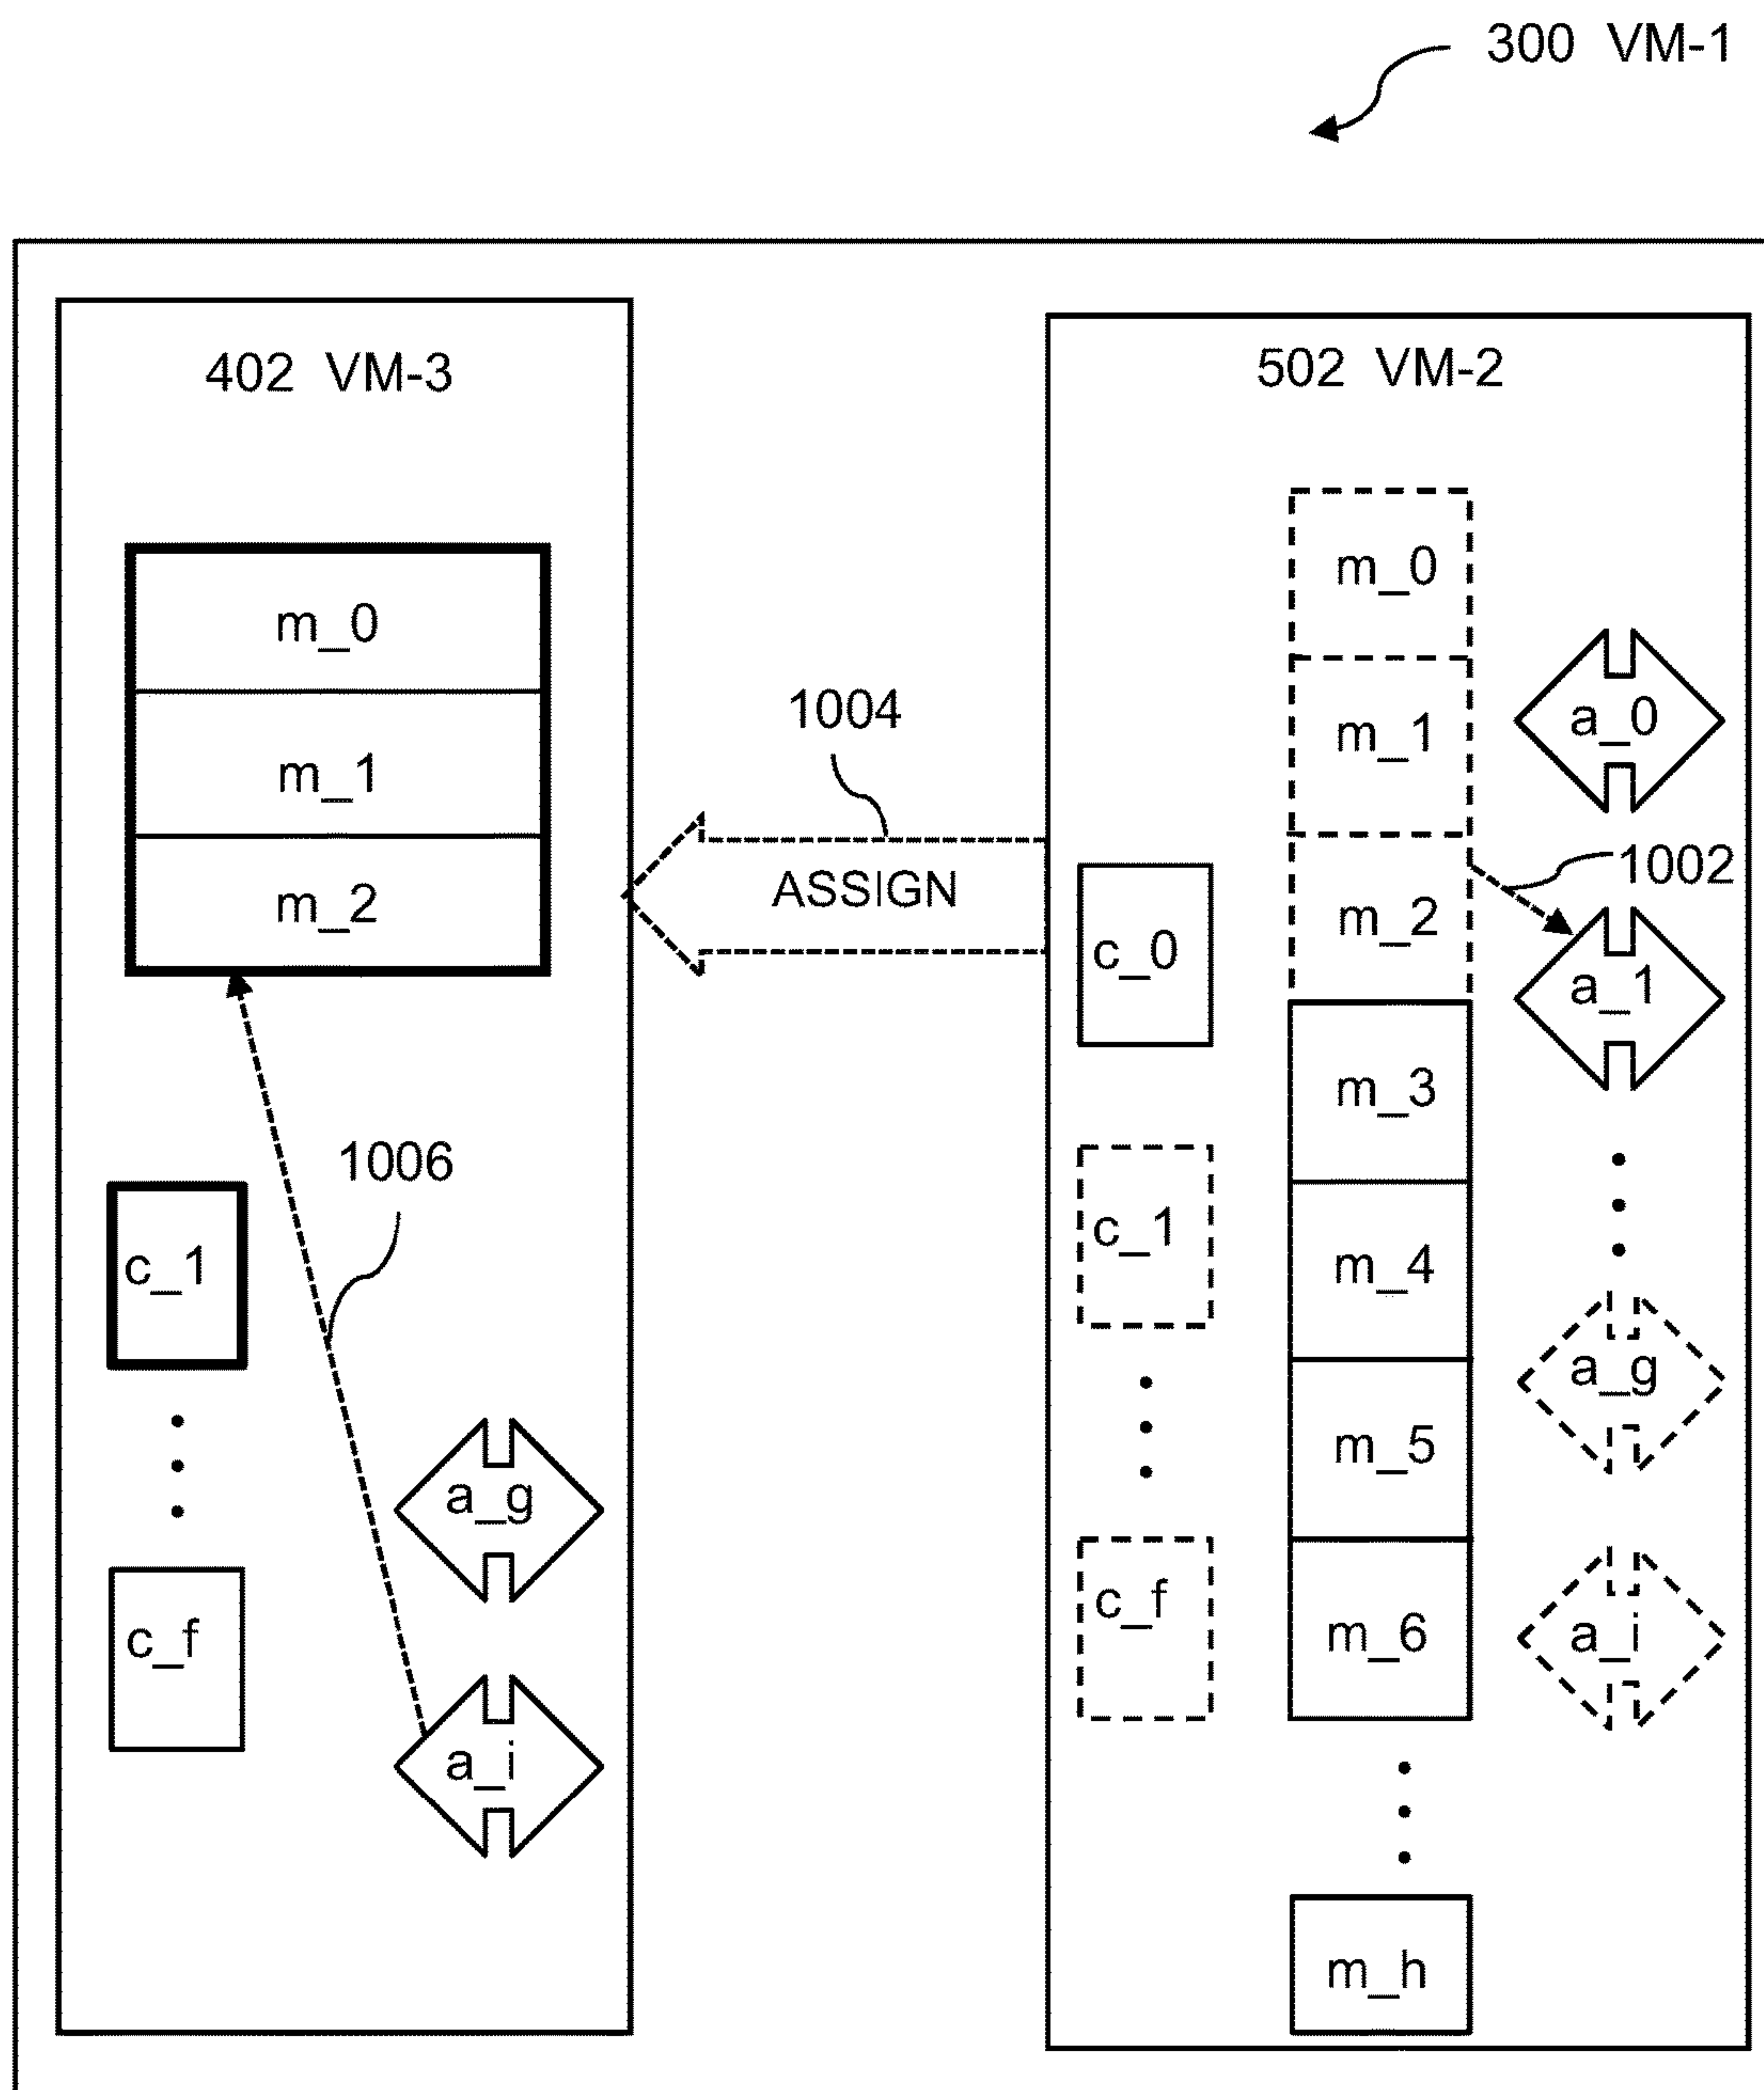 300 VM-1
402 VM-3
m_0
m_1
m_2
1006
c_1
c_f
a_g
a_i
1004
ASSIGN
502 VM-2
c_0
c_1
c_f
m_0
m_1
m_2
m_3
m_4
m_5
m_6
m_h
a_0
1002
a_1
a_g
a_i